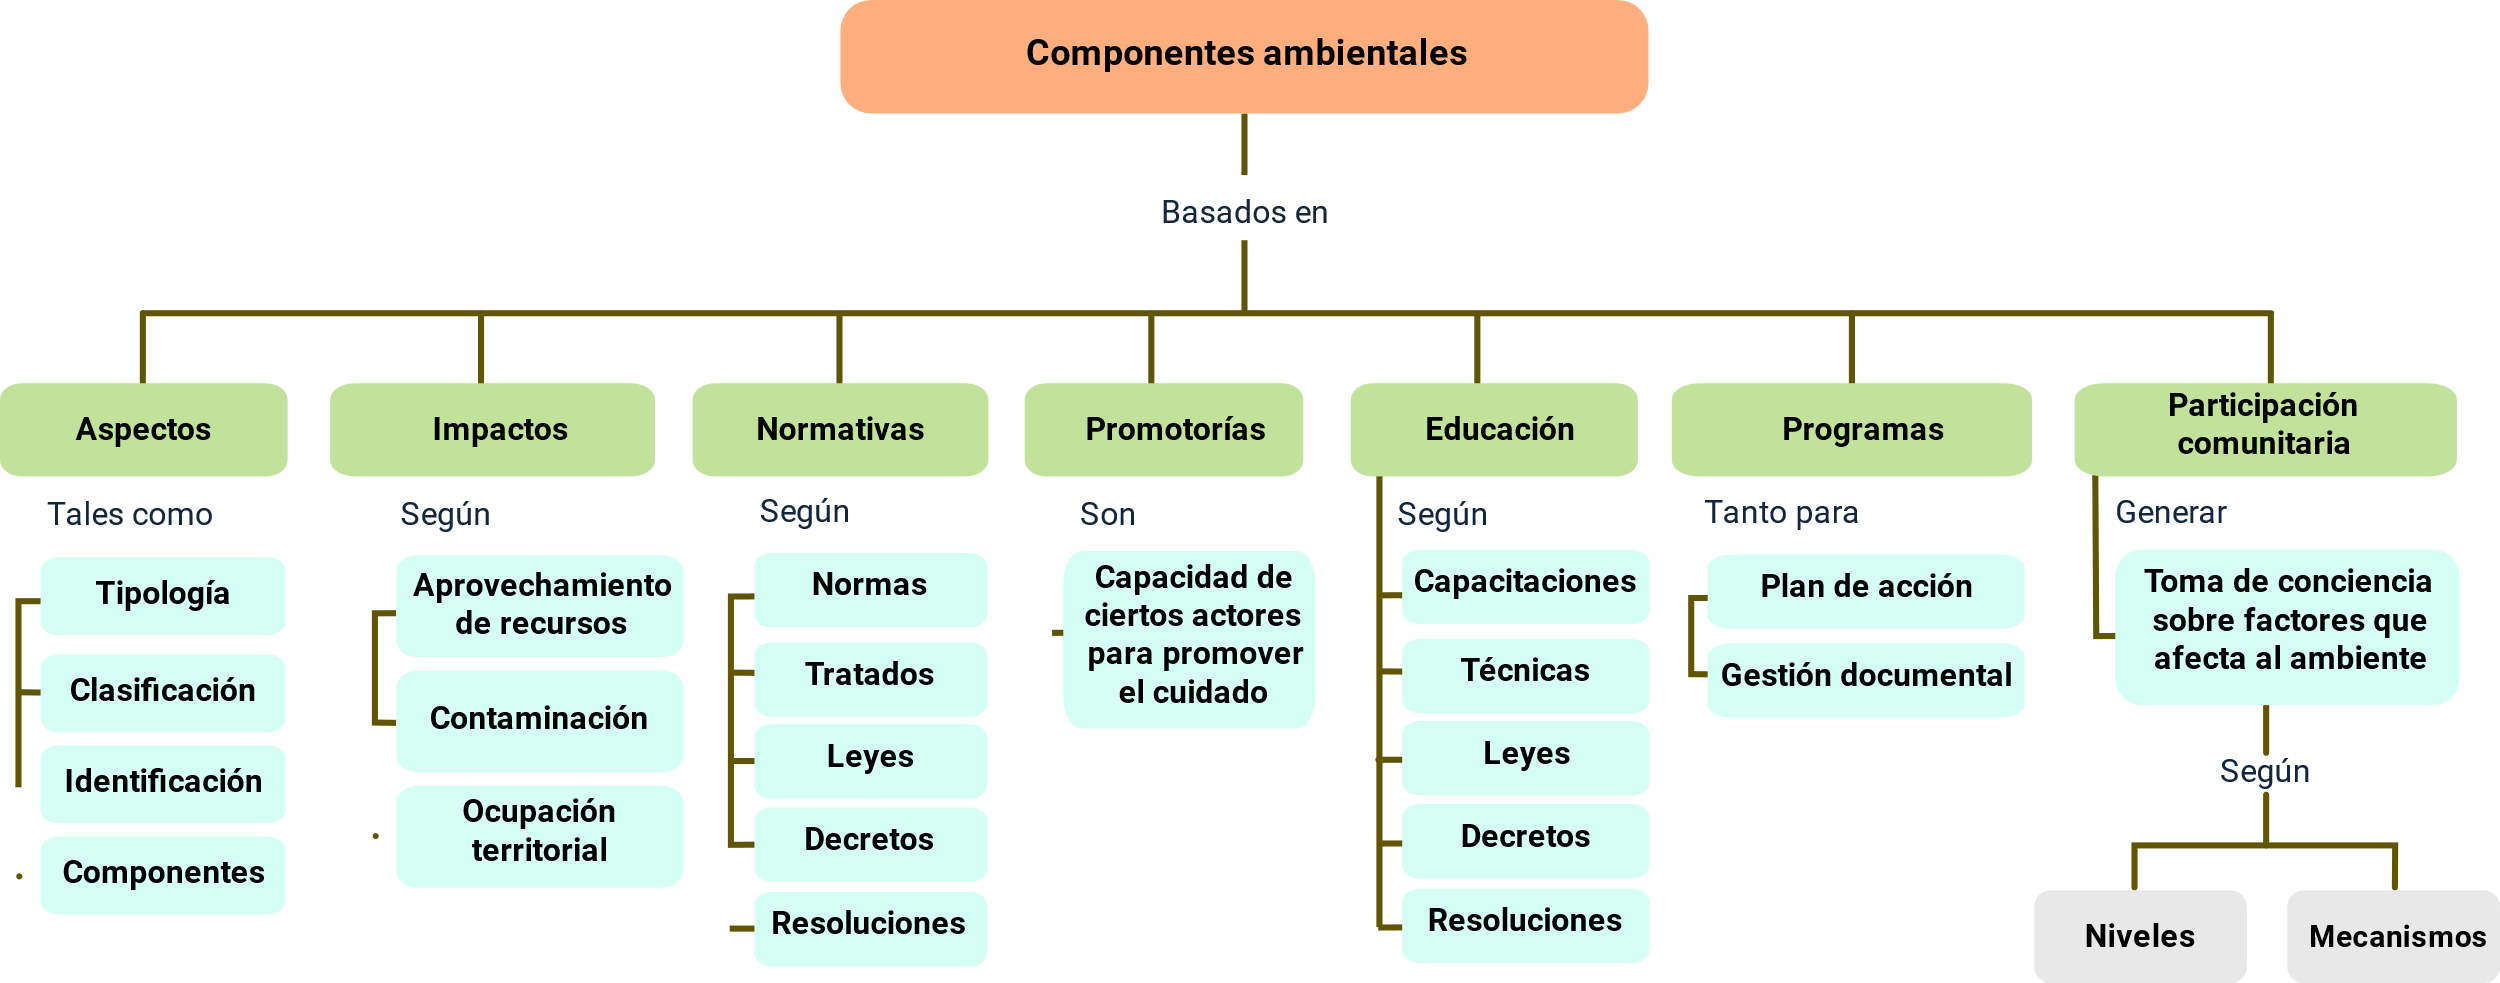 Componentes ambientales
Basados en
Aspectos
Tales como
Tipología
Clasificación
Identificación
Componentes
Impactos
Según
Aprovechamiento
de recursos
Contaminación
Ocupación
territorial
Normativas
Según
Normas
Tratados
Leyes
Decretos
Resoluciones
Promotorías
Son
Capacidad de
ciertos actores
para promover
el cuidado
Educación
Según
Capacitaciones
Técnicas
Leyes
Decretos
Resoluciones
Programas
Tanto para
Plan de acción
Gestión documental
Participación
comunitaria
Generar
Toma de conciencia
sobre factores que
afecta al ambiente
Según
Niveles
Mecanismos